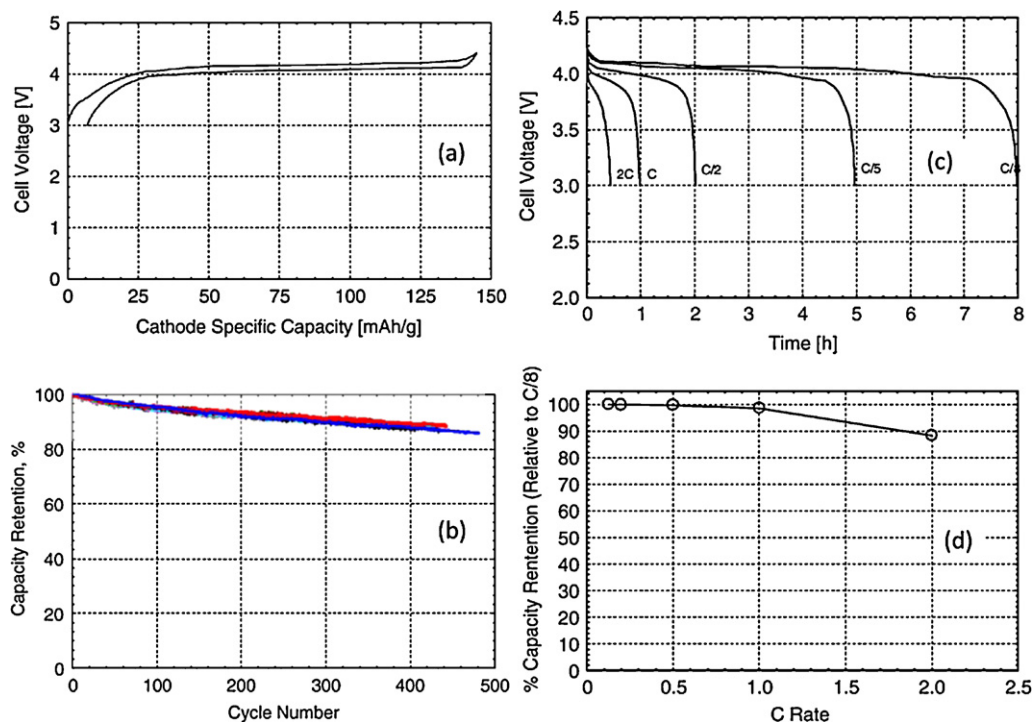 5
4
3
2
1
0
Cell Voltage [V]
(a)
0 25 50 75 100 125 150
Cathode Specific Capacity [mAh/g]
4.5
4.0
3.5
3.0
2.5
2.0
Cell Voltage [V]
(c)
2C C C/2 C/5
0 1 2 3 4 5 6 7 8
Time [h]
100
80
60
40
20
0
Capacity Retention, %
(b)
0 100 200 300 400 500
Cycle Number
100
90
80
70
60
50
40
30
20
10
0
% Capacity Rentention (Relative to C/8)
(d)
0 0.5 1.0 1.5 2.0 2.5
C Rate